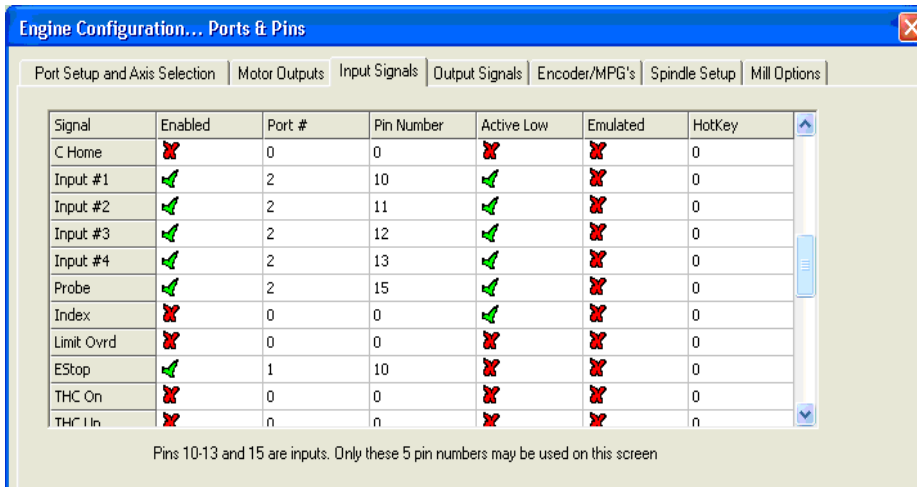 Engine Configuration... Ports & Pins
Port Setup and Axis Selection Motor Outputs Input Signals Output Signals Encoder/MPG's Spindle Setup Mill Options
Signal Enabled Port # Pin Number Active Low Emulated HotKey
C Home 0 0 0
Input #1 2 10 0
Input #2 2 11 0
Input #3 2 12 0
Input #4 2 13 0
Probe 2 15 0
Index 0 0 0
Limit Ovrd 0 0 0
EStop 1 10 0
THC On 0 0 0
THC Up 0 0 0
Pins 10-13 and 15 are inputs. Only these 5 pin numbers may be used on this screen